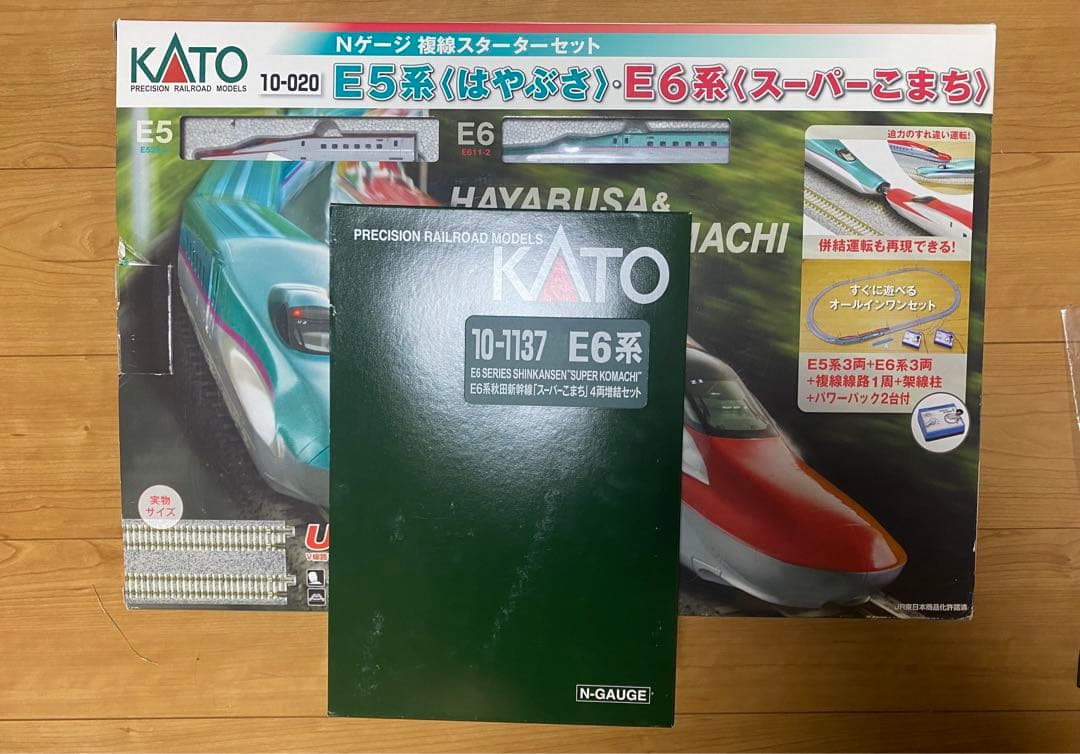 KATO
PRECISION RAILROAD MODELS
Nゲージ 複線スターターセット
10-020 E5系〈はやぶさ〉・E6系〈スーパーこまち〉
E5
E6
E611-2
HAYABUSA &
MACHI
迫力のすれ違い運転!
併結運転も再現できる!
すぐに遊べる
オールインワンセット
E5系3両+E6系3両
+複線線路1周+架線柱
+パワーパック2台付
実物
サイズ
U
V線路
JR東日本商品化許諾済
PRECISION RAILROAD MODELS
KATO
10-1137 E6系
E6 SERIES SHINKANSEN "SUPER KOMACHI"
E6系秋田新幹線「スーパーこまち」4両増結セット
N-GAUGE